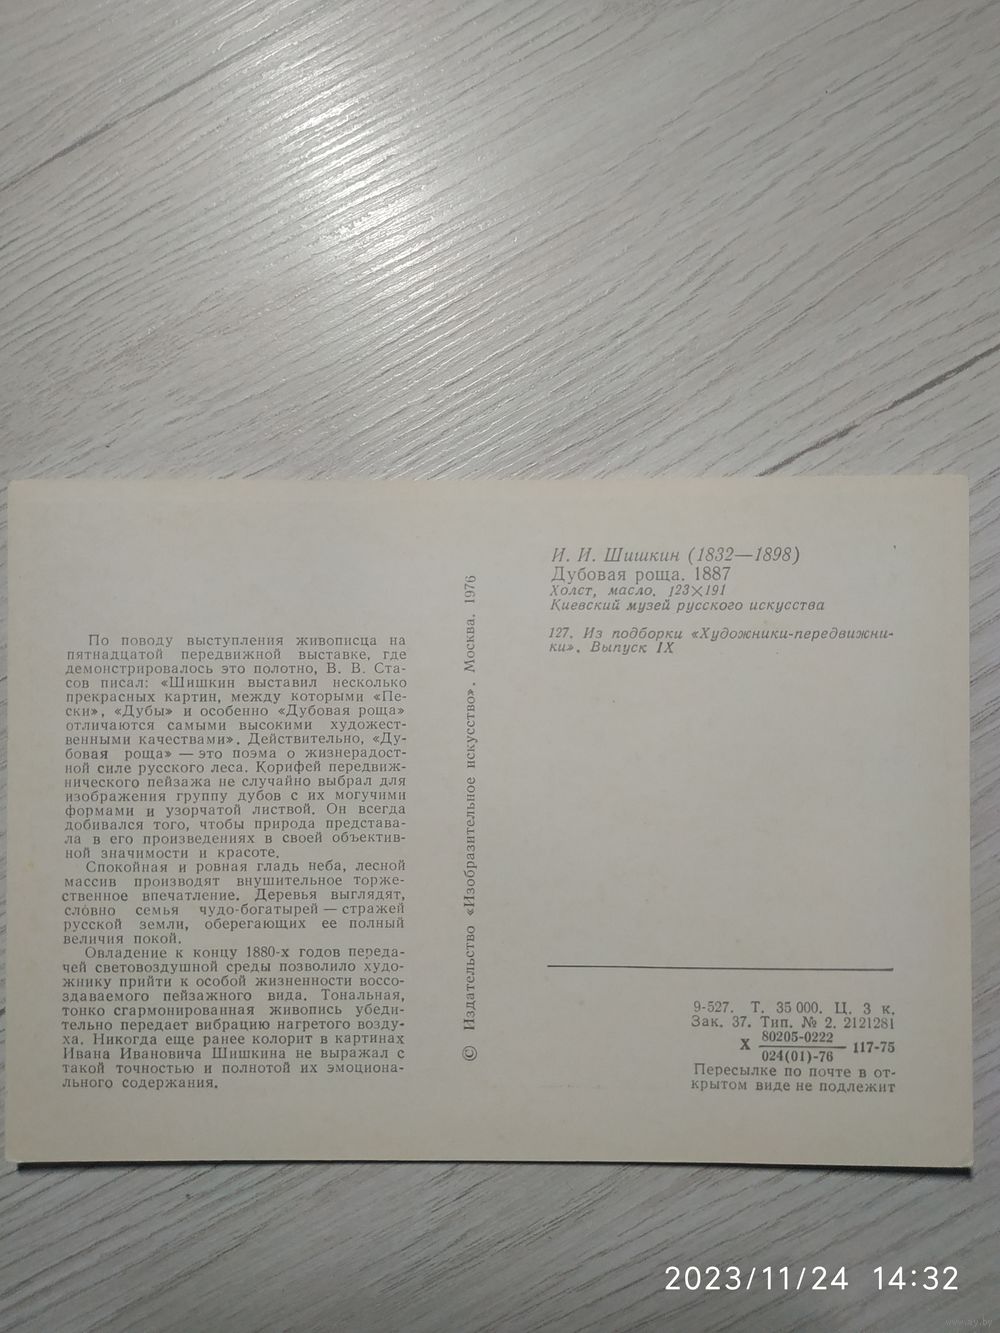 По поводу выступления живописца на
пятнадцатой передвижной выставке, где
демонстрировалось это полотно, В. В. Ста-
сов писал: «Шишкин выставил несколько
прекрасных картин, между которыми «Пе-
ски», «Дубы» и особенно «Дубовая роща»
отличаются самыми высокими художест-
венными качествами». Действительно, «Ду-
бовая роща» — это поэма о жизнерадост-
ной силе русского леса. Корифей передвиж-
нического пейзажа не случайно выбрал для
изображения группу дубов с их могучими
формами и узорчатой листвой. Он всегда
добивался того, чтобы природа представа-
ла в его произведениях в своей объектив-
ной значимости и красоте.
Спокойная и ровная гладь неба, лесной
массив производят внушительное торже-
ственное впечатление. Деревья выглядят,
словно семья чудо-богатырей — стражей
русской земли, оберегающих ее полный
величия покой.
Овладение к концу 1880-х годов переда-
чей световоздушной среды позволило худо-
жнику прийти к особой жизненности воссо-
здаваемого пейзажного вида. Тональная,
тонко сгармонированная живопись убеди-
тельно передает вибрацию нагретого возду-
ха. Никогда еще ранее колорит в картинах
Ивана Ивановича Шишкина не выражал с
такой точностью и полнотой их эмоциона-
льного содержания.
© Издательство «Изобразительное искусство». Москва. 1976
И. И. Шишкин (1832—1898)
Дубовая роща. 1887
Холст, масло. 123×191
Киевский музей русского искусства
127. Из подборки «Художники-передвижни-
ки». Выпуск IX
9-527. Т. 35 000. Ц. 3 к.
Зак. 37. Тип. № 2. 2121281
80205-0222
X 117-75
024(01)-76
Пересылке по почте в от-
крытом виде не подлежит
2023/11/24 14:32
www.ay.by